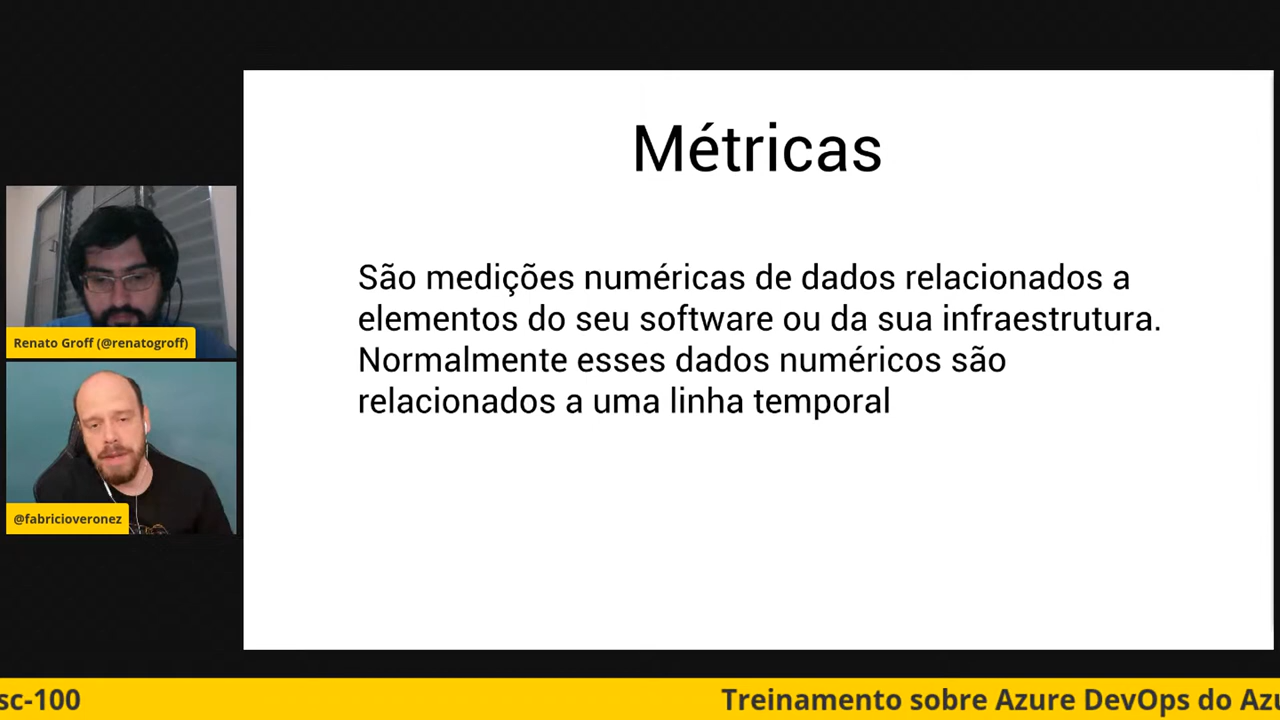 Métricas
São medições numéricas de dados relacionados a
elementos do seu software ou da sua infraestrutura.
Normalmente esses dados numéricos são
relacionados a uma linha temporal
Renato Groff (@renatogroff)
@fabricioveronez
sc-100
Treinamento sobre Azure DevOps do Azu